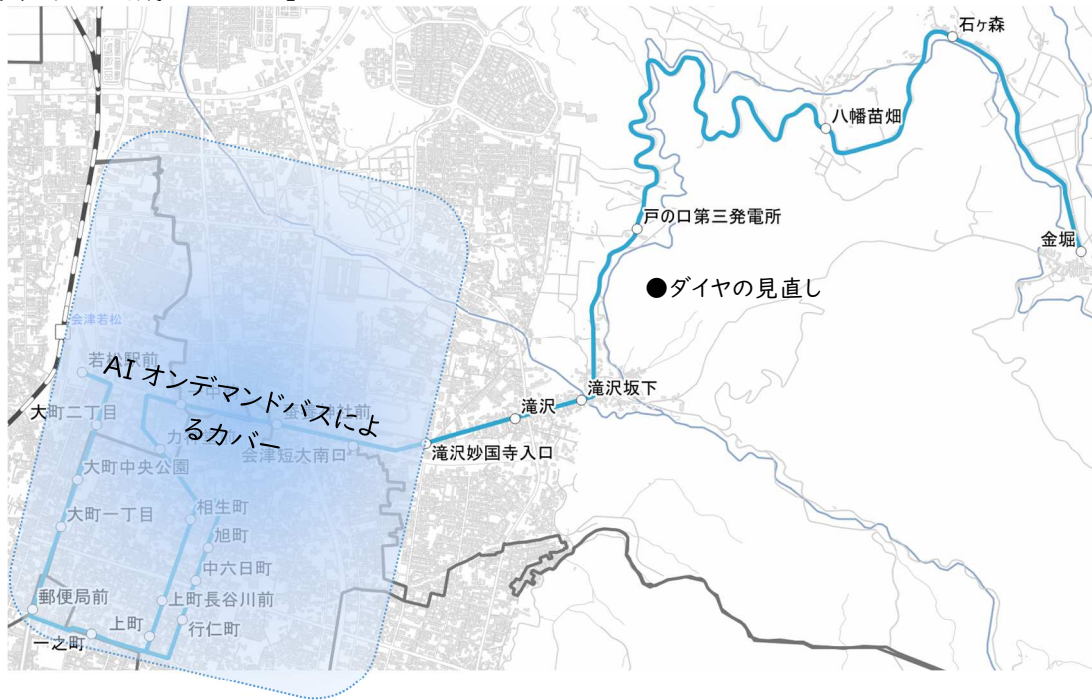 石ヶ森
八幡苗畑
戸の口第三発電所
金堀
●ダイヤの見直し
会津若松
若松駅前
AIオンデマンドバスによ
るカバー
滝沢坂下
滝沢
滝沢妙国寺入口
大町二丁目
会津短大南口
大町中央公園
相生町
大町一丁目
旭町
中六日町
郵便局前
上町長谷川前
上町
行仁町
一之町